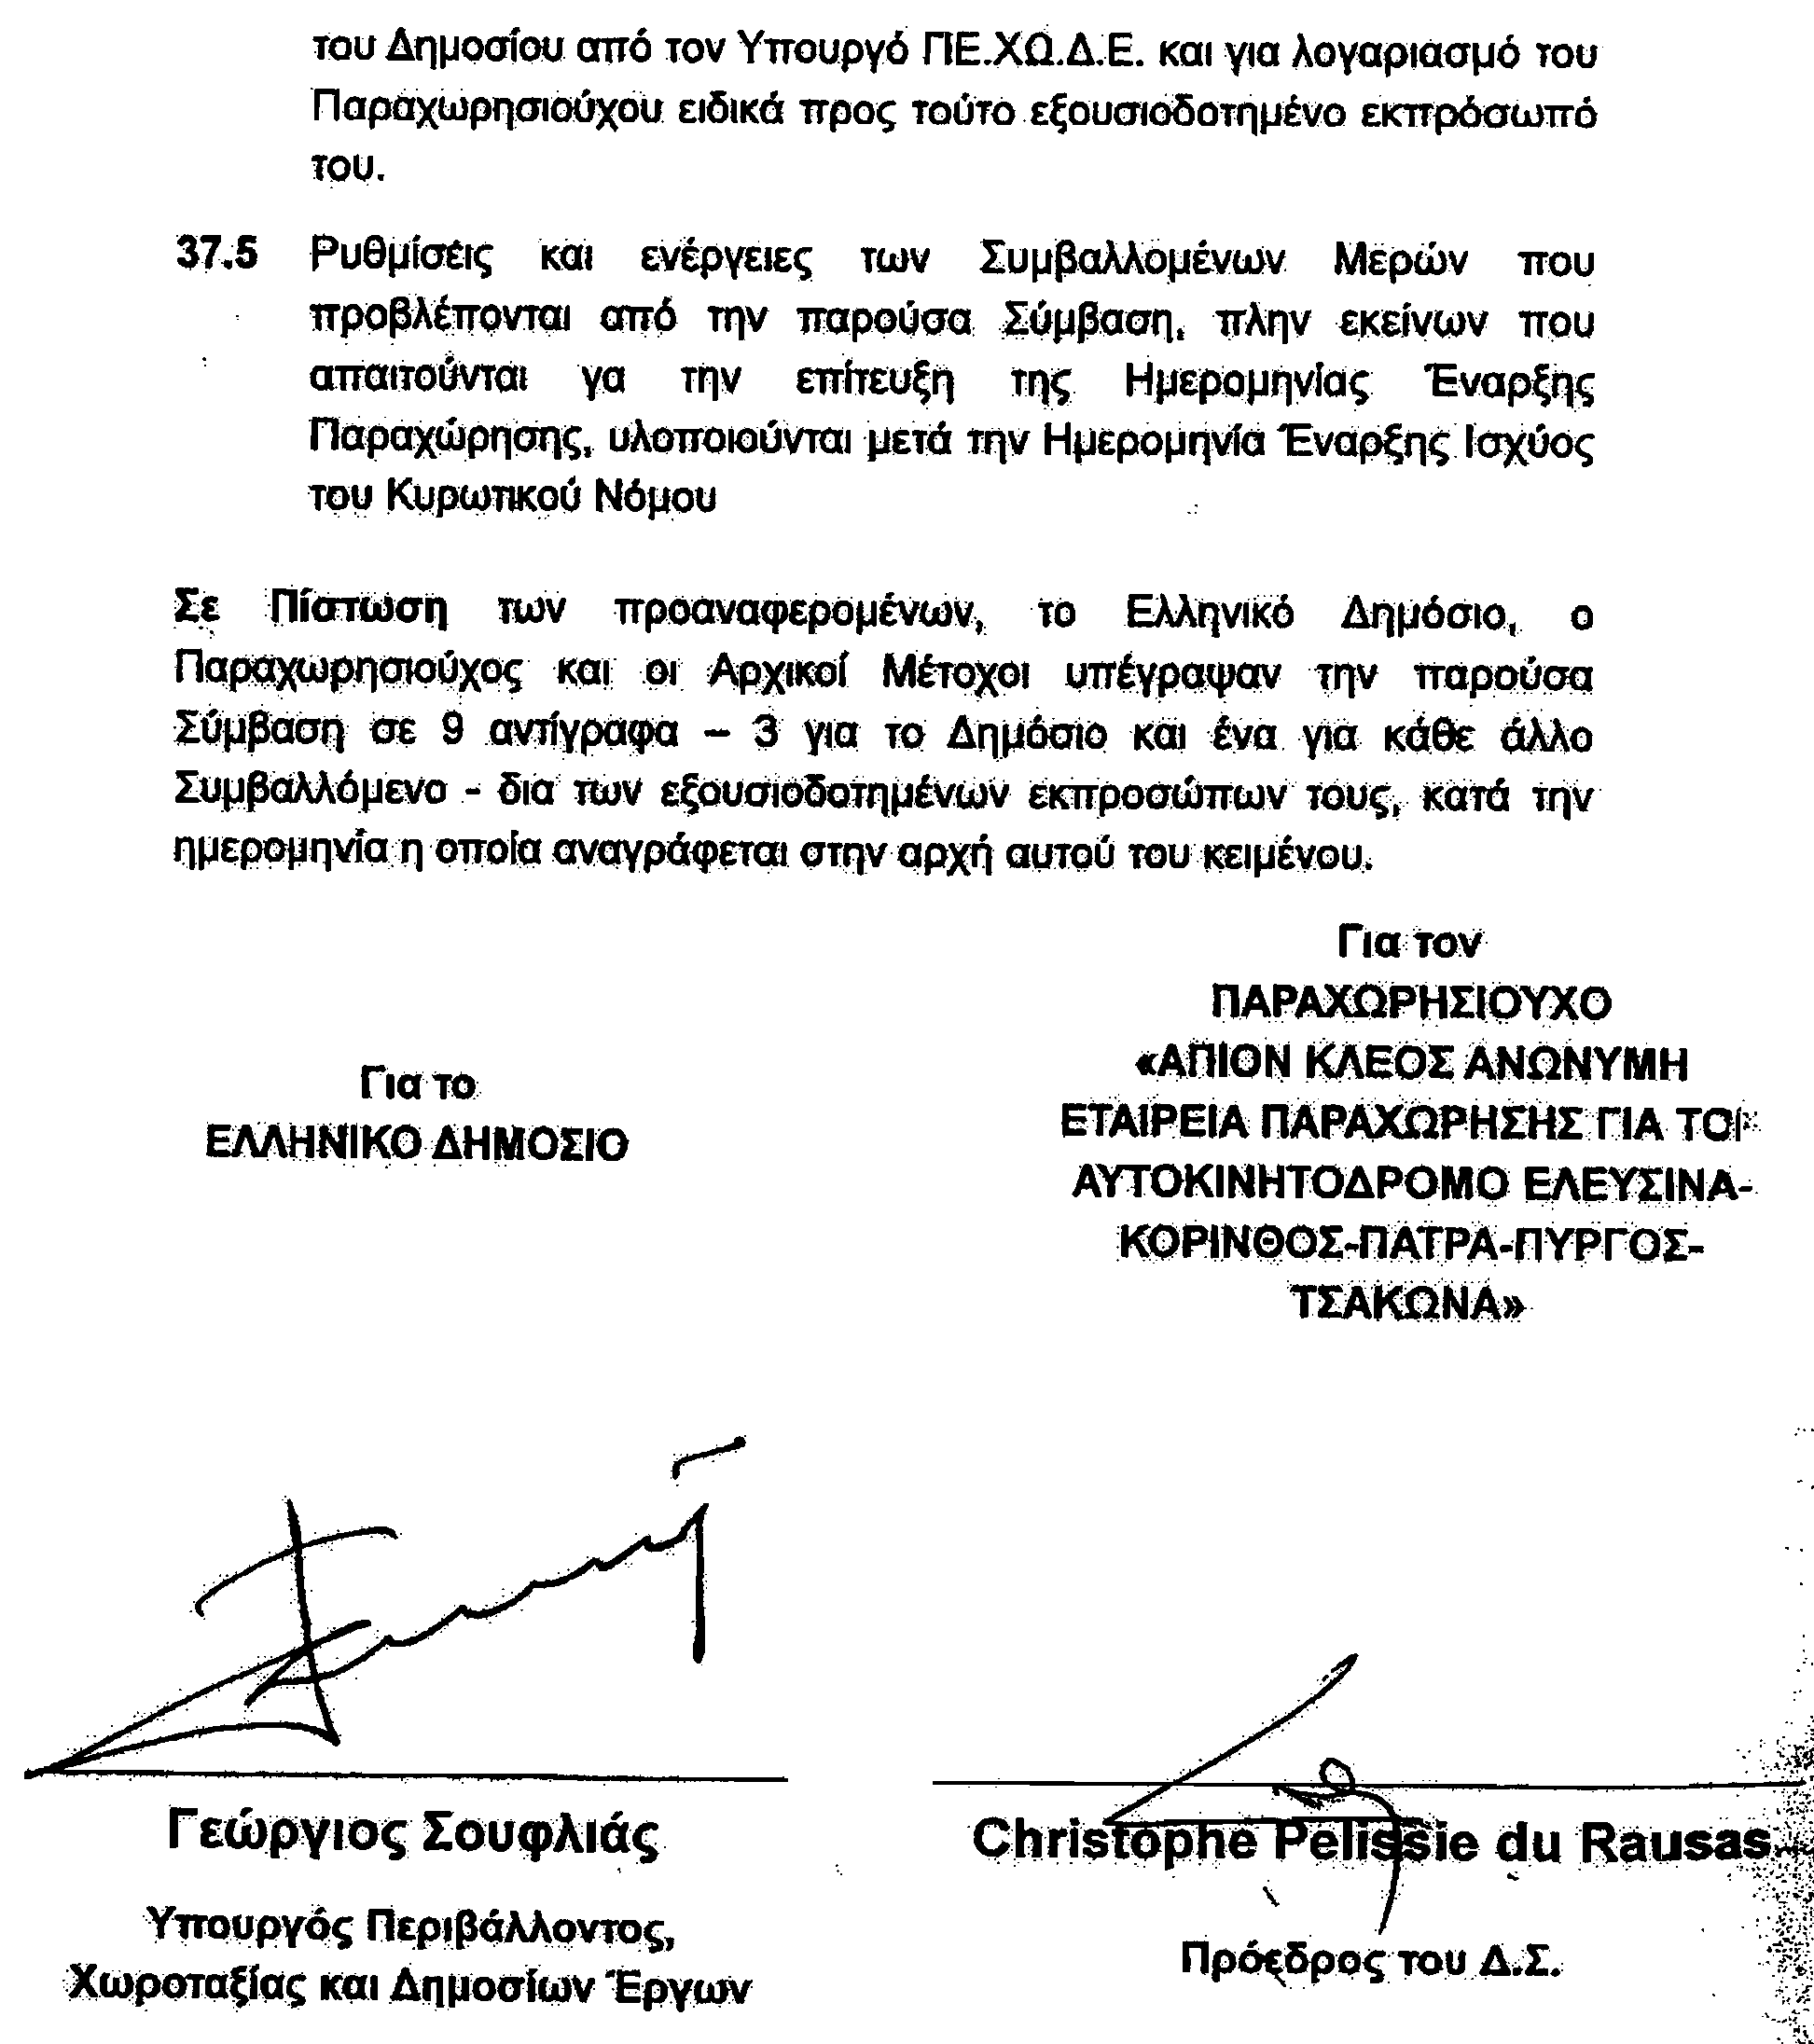 του Δημοσίου από τον Υπουργό ΠΕ.ΧΩ.Δ.Ε. και για λογαριασμό του
Παραχωρησιούχου ειδικά προς τούτο εξουσιοδοτημένο εκπρόσωπό
του.
37.5 Ρυθμίσεις και ενέργειες των Συμβαλλομένων Μερών που
προβλέπονται από την παρούσα Σύμβαση, πλην εκείνων που
απαιτούνται γα την επίτευξη της Ημερομηνίας Έναρξης
Παραχώρησης, υλοποιούνται μετά την Ημερομηνία Έναρξης Ισχύος
του Κυρωτικού Νόμου
Σε Πίστωση των προαναφερομένων, το Ελληνικό Δημόσιο, ο
Παραχωρησιούχος και οι Αρχικοί Μέτοχοι υπέγραψαν την παρούσα
Σύμβαση σε 9 αντίγραφα – 3 για το Δημόσιο και ένα για κάθε άλλο
Συμβαλλόμενο - δια των εξουσιοδοτημένων εκπροσώπων τους, κατά την
ημερομηνία η οποία αναγράφεται στην αρχή αυτού του κειμένου.
Για το
ΕΛΛΗΝΙΚΟ ΔΗΜΟΣΙΟ
Για τον
ΠΑΡΑΧΩΡΗΣΙΟΥΧΟ
«ΑΠΙΟΝ ΚΛΕΟΣ ΑΝΩΝΥΜΗ
ΕΤΑΙΡΕΙΑ ΠΑΡΑΧΩΡΗΣΗΣ ΓΙΑ ΤΟΝ
ΑΥΤΟΚΙΝΗΤΟΔΡΟΜΟ ΕΛΕΥΣΙΝΑ-
ΚΟΡΙΝΘΟΣ-ΠΑΤΡΑ-ΠΥΡΓΟΣ-
ΤΣΑΚΩΝΑ»
Γεώργιος Σουφλιάς
Υπουργός Περιβάλλοντος,
Χωροταξίας και Δημοσίων Έργων
Christophe Pelissie du Rausas
Πρόεδρος του Δ.Σ.